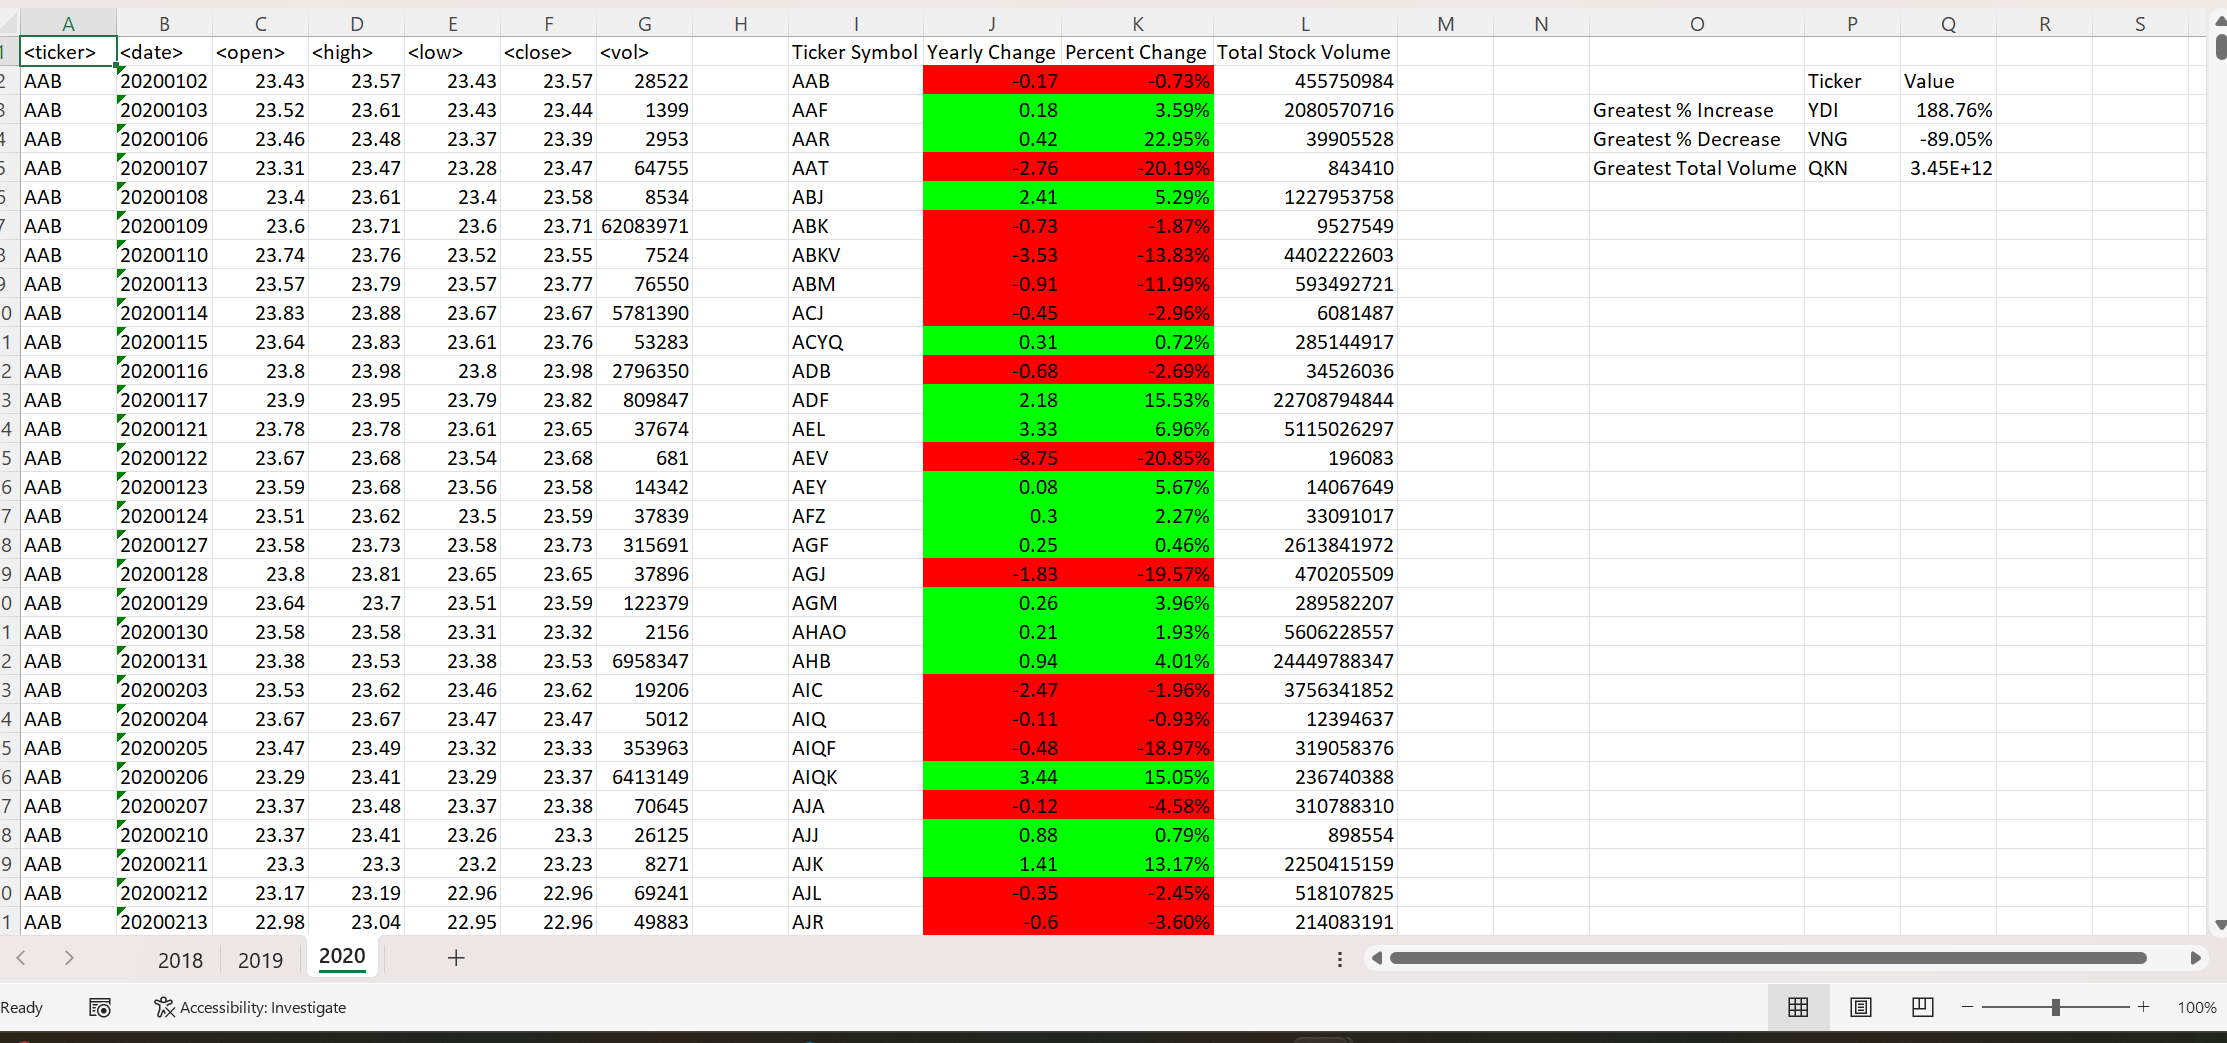 A B C D E F G H I J K L M N O P Q R S
1 <ticker> <date> <open> <high> <low> <close> <vol> Ticker Symbol Yearly Change Percent Change Total Stock Volume
2 AAB 20200102 23.43 23.57 23.43 23.57 28522 AAB -0.17 -0.73% 455750984 Ticker Value
3 AAB 20200103 23.52 23.61 23.43 23.44 1399 AAF 0.18 3.59% 2080570716 Greatest % Increase YDI 188.76%
4 AAB 20200106 23.46 23.48 23.37 23.39 2953 AAR 0.42 22.95% 39905528 Greatest % Decrease VNG -89.05%
5 AAB 20200107 23.31 23.47 23.28 23.47 64755 AAT -2.76 -20.19% 843410 Greatest Total Volume QKN 3.45E+12
6 AAB 20200108 23.4 23.61 23.4 23.58 8534 ABJ 2.41 5.29% 1227953758
7 AAB 20200109 23.6 23.71 23.6 23.71 62083971 ABK -0.73 -1.87% 9527549
8 AAB 20200110 23.74 23.76 23.52 23.55 7524 ABKV -3.53 -13.83% 4402222603
9 AAB 20200113 23.57 23.79 23.57 23.77 76550 ABM -0.91 -11.99% 593492721
0 AAB 20200114 23.83 23.88 23.67 23.67 5781390 ACJ -0.45 -2.96% 6081487
1 AAB 20200115 23.64 23.83 23.61 23.76 53283 ACYQ 0.31 0.72% 285144917
2 AAB 20200116 23.8 23.98 23.8 23.98 2796350 ADB -0.68 -2.69% 34526036
3 AAB 20200117 23.9 23.95 23.79 23.82 809847 ADF 2.18 15.53% 22708794844
4 AAB 20200121 23.78 23.78 23.61 23.65 37674 AEL 3.33 6.96% 5115026297
5 AAB 20200122 23.67 23.68 23.54 23.68 681 AEV -8.75 -20.85% 196083
6 AAB 20200123 23.59 23.68 23.56 23.58 14342 AEY 0.08 5.67% 14067649
7 AAB 20200124 23.51 23.62 23.5 23.59 37839 AFZ 0.3 2.27% 33091017
8 AAB 20200127 23.58 23.73 23.58 23.73 315691 AGF 0.25 0.46% 2613841972
9 AAB 20200128 23.8 23.81 23.65 23.65 37896 AGJ -1.83 -19.57% 470205509
0 AAB 20200129 23.64 23.7 23.51 23.59 122379 AGM 0.26 3.96% 289582207
1 AAB 20200130 23.58 23.58 23.31 23.32 2156 AHAO 0.21 1.93% 5606228557
2 AAB 20200131 23.38 23.53 23.38 23.53 6958347 AHB 0.94 4.01% 24449788347
3 AAB 20200203 23.53 23.62 23.46 23.62 19206 AIC -2.47 -1.96% 3756341852
4 AAB 20200204 23.67 23.67 23.47 23.47 5012 AIQ -0.11 -0.93% 12394637
5 AAB 20200205 23.47 23.49 23.32 23.33 353963 AIQF -0.48 -18.97% 319058376
6 AAB 20200206 23.29 23.41 23.29 23.37 6413149 AIQK 3.44 15.05% 236740388
7 AAB 20200207 23.37 23.48 23.37 23.38 70645 AJA -0.12 -4.58% 310788310
8 AAB 20200210 23.37 23.41 23.26 23.3 26125 AJJ 0.88 0.79% 898554
9 AAB 20200211 23.3 23.3 23.2 23.23 8271 AJK 1.41 13.17% 2250415159
0 AAB 20200212 23.17 23.19 22.96 22.96 69241 AJL -0.35 -2.45% 518107825
1 AAB 20200213 22.98 23.04 22.95 22.96 49883 AJR -0.6 -3.60% 214083191
2018 2019 2020 +
Ready Accessibility: Investigate 100%